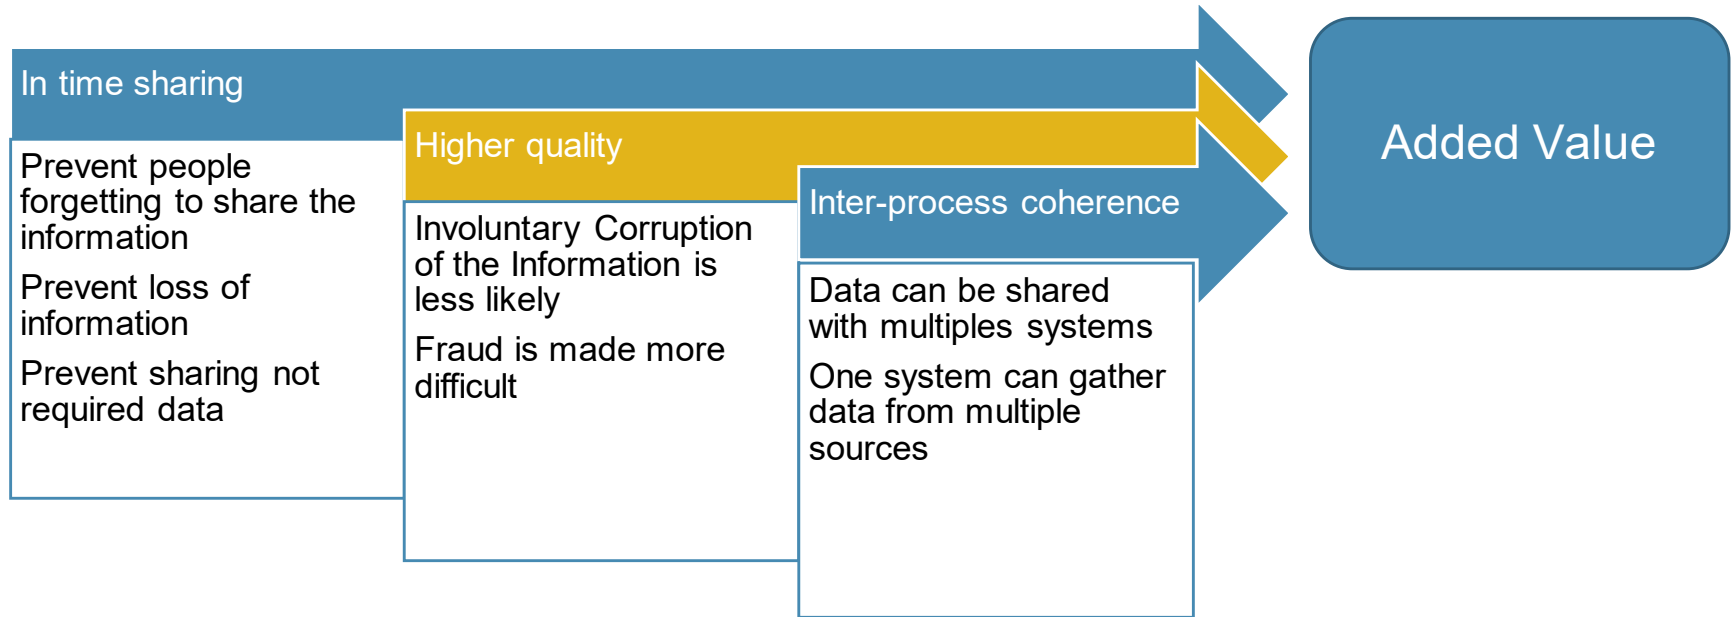 In time sharing
Prevent people
forgetting to share the
information
Prevent loss of
information
Prevent sharing not
required data
Higher quality
Involuntary Corruption
of the Information is
less likely
Fraud is made more
difficult
Inter-process coherence
Data can be shared
with multiples systems
One system can gather
data from multiple
sources
Added Value